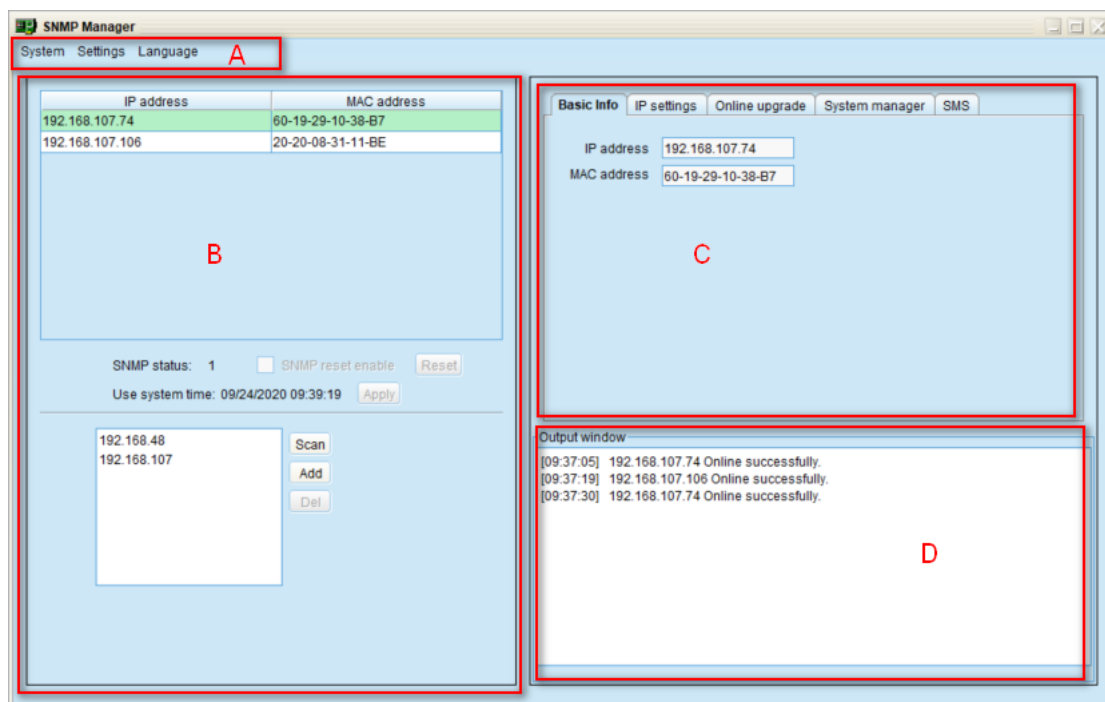 SNMP Manager
System Settings Language A
IP address MAC address
192.168.107.74 60-19-29-10-38-B7
192.168.107.106 20-20-08-31-11-BE
B
SNMP status: 1 SNMP reset enable Reset
Use system time: 09/24/2020 09:39:19 Apply
192.168.48
192.168.107
Scan
Add
Del
Basic Info IP settings Online upgrade System manager SMS
IP address 192.168.107.74
MAC address 60-19-29-10-38-B7
C
Output window
[09:37:05] 192.168.107.74 Online successfully.
[09:37:19] 192.168.107.106 Online successfully.
[09:37:30] 192.168.107.74 Online successfully.
D